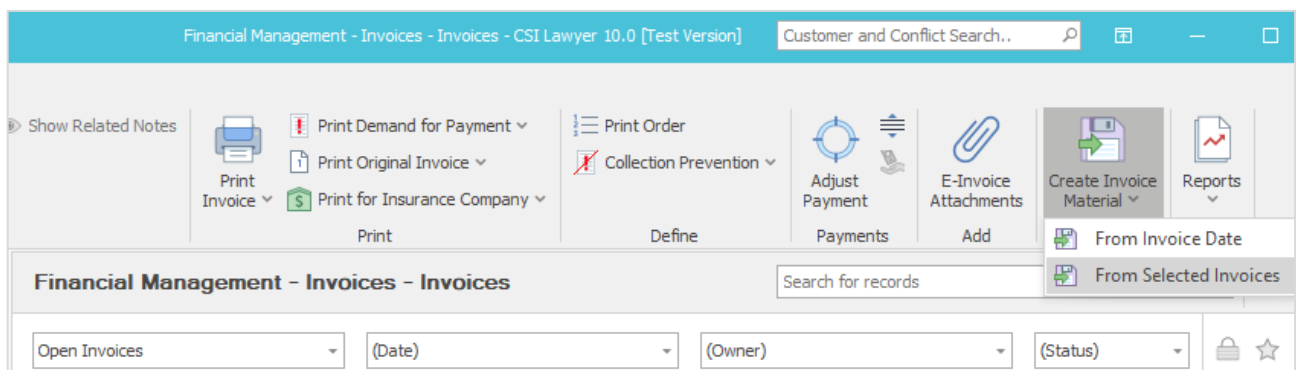 Financial Management - Invoices - Invoices - CSI Lawyer 10.0 [Test Version]
Customer and Conflict Search..
Show Related Notes
Print Invoice
Print Demand for Payment
Print Original Invoice
Print for Insurance Company
Print
Print Order
Collection Prevention
Define
Adjust Payment
Payments
E-Invoice Attachments
Add
Create Invoice Material
Reports
From Invoice Date
From Selected Invoices
Financial Management - Invoices - Invoices
Search for records
Open Invoices
(Date)
(Owner)
(Status)